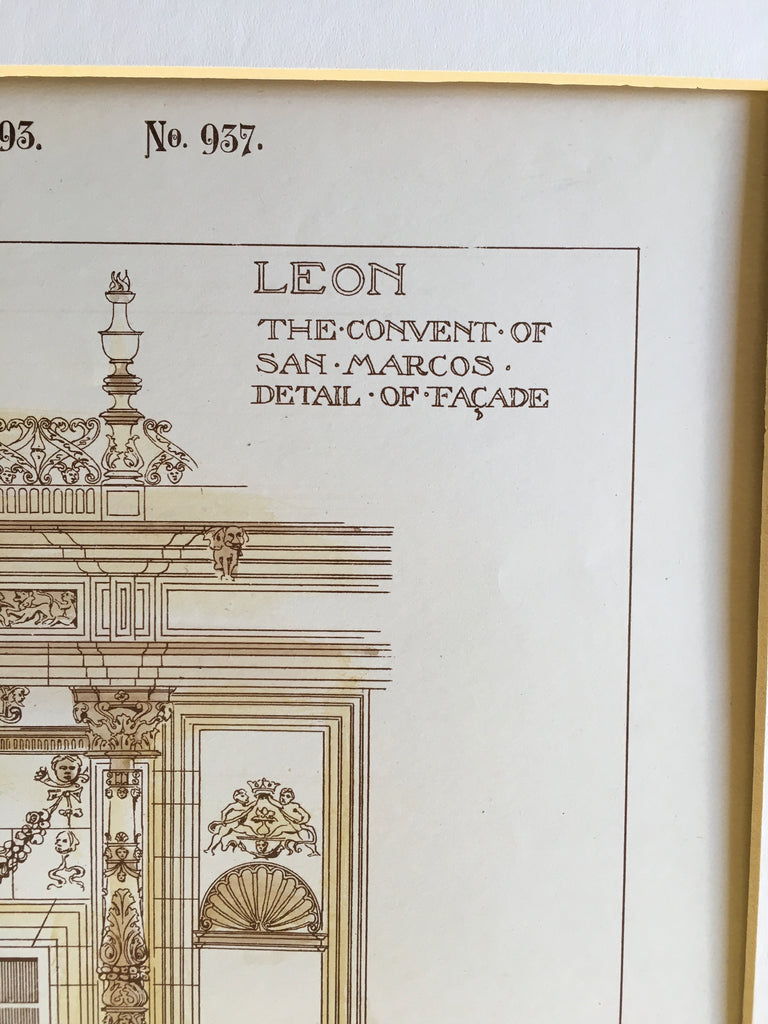 93. No. 937.
LEON
THE·CONVENT·OF
SAN·MARCOS·
DETAIL·OF·FAÇADE